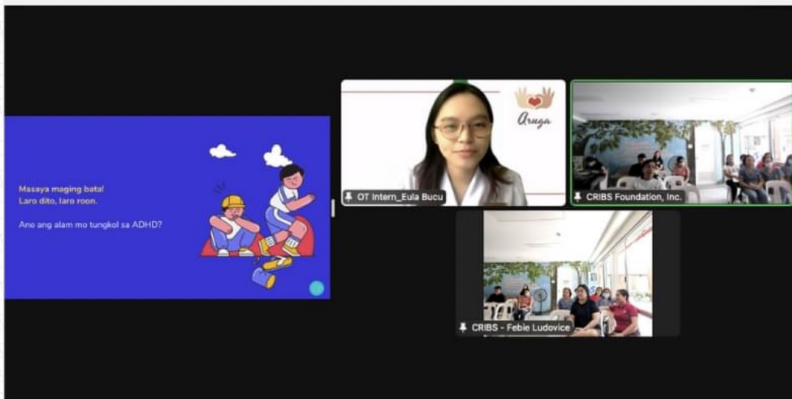 Masaya maging bata!
Laro dito, laro roon.
Ano ang alam mo tungkol sa ADHD?
Aruga
OT Intern_Eula Bucu
CRIBS Foundation, Inc.
CRIBS - Febie Ludovice